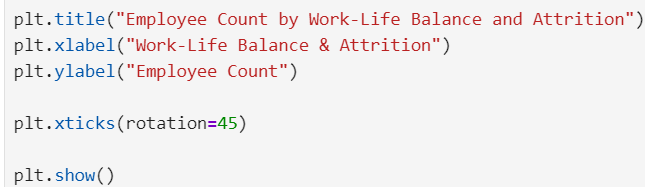 plt.title("Employee Count by Work-Life Balance and Attrition")
plt.xlabel("Work-Life Balance & Attrition")
plt.ylabel("Employee Count")
plt.xticks(rotation=45)
plt.show()